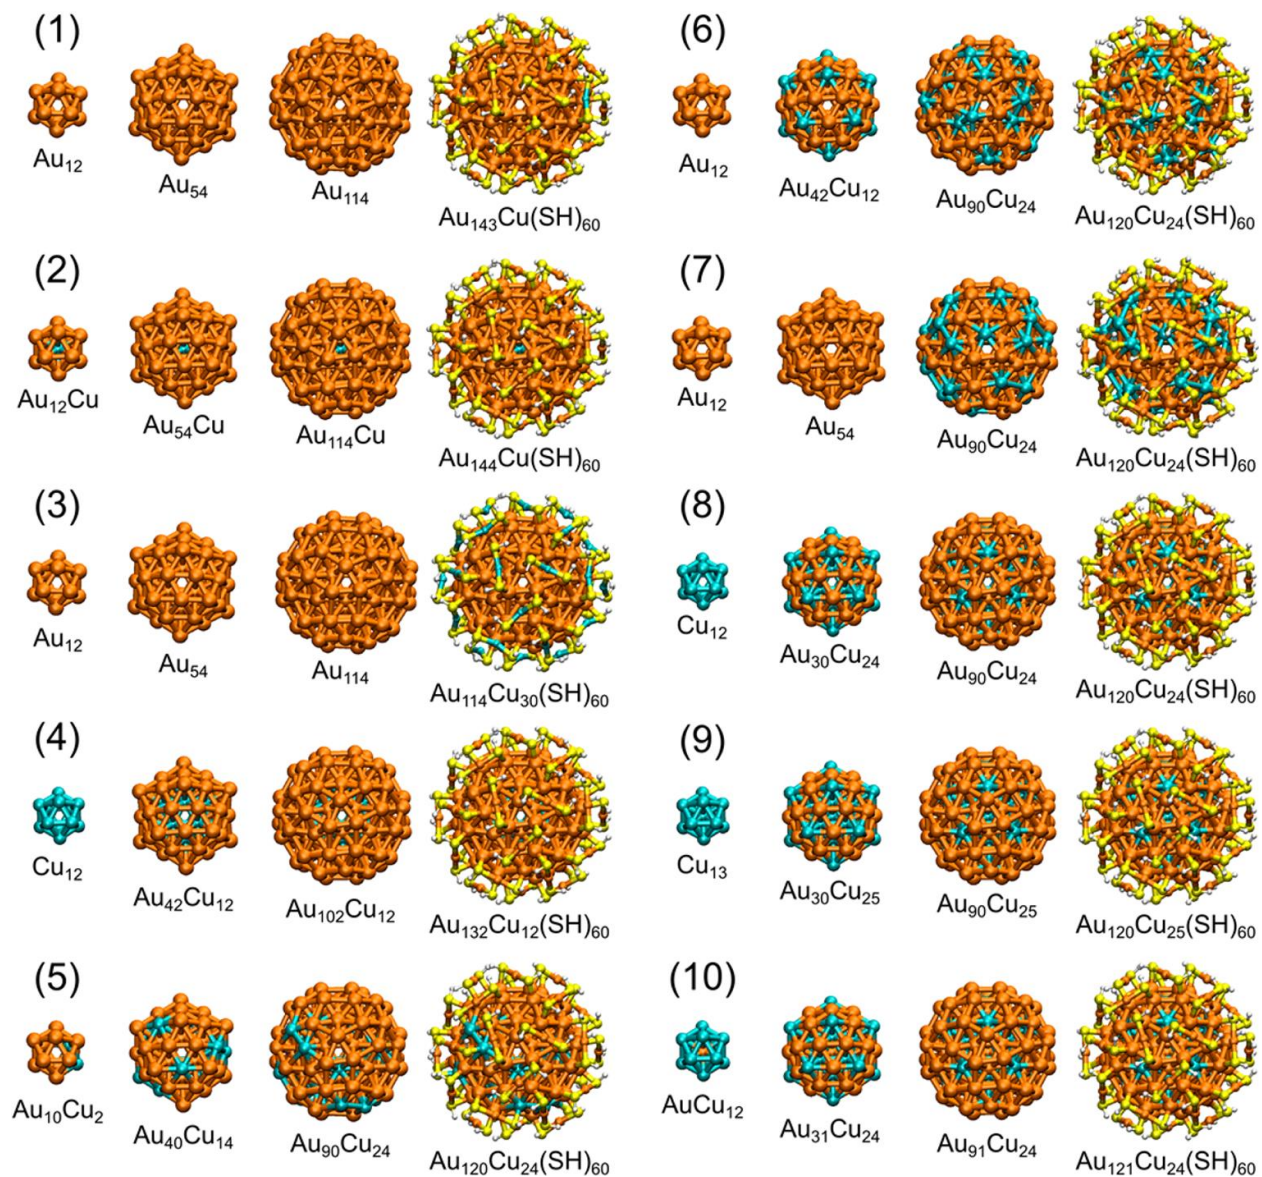 (1)
Au₁₂
Au₅₄
Au₁₁₄
Au₁₄₃Cu(SH)₆₀
(2)
Au₁₂Cu
Au₅₄Cu
Au₁₁₄Cu
Au₁₄₄Cu(SH)₆₀
(3)
Au₁₂
Au₅₄
Au₁₁₄
Au₁₁₄Cu₃₀(SH)₆₀
(4)
Cu₁₂
Au₄₂Cu₁₂
Au₁₀₂Cu₁₂
Au₁₃₂Cu₁₂(SH)₆₀
(5)
Au₁₀Cu₂
Au₄₀Cu₁₄
Au₉₀Cu₂₄
Au₁₂₀Cu₂₄(SH)₆₀
(6)
Au₁₂
Au₄₂Cu₁₂
Au₉₀Cu₂₄
Au₁₂₀Cu₂₄(SH)₆₀
(7)
Au₁₂
Au₅₄
Au₉₀Cu₂₄
Au₁₂₀Cu₂₄(SH)₆₀
(8)
Cu₁₂
Au₃₀Cu₂₄
Au₉₀Cu₂₄
Au₁₂₀Cu₂₄(SH)₆₀
(9)
Cu₁₃
Au₃₀Cu₂₅
Au₉₀Cu₂₅
Au₁₂₀Cu₂₅(SH)₆₀
(10)
AuCu₁₂
Au₃₁Cu₂₄
Au₉₁Cu₂₄
Au₁₂₁Cu₂₄(SH)₆₀